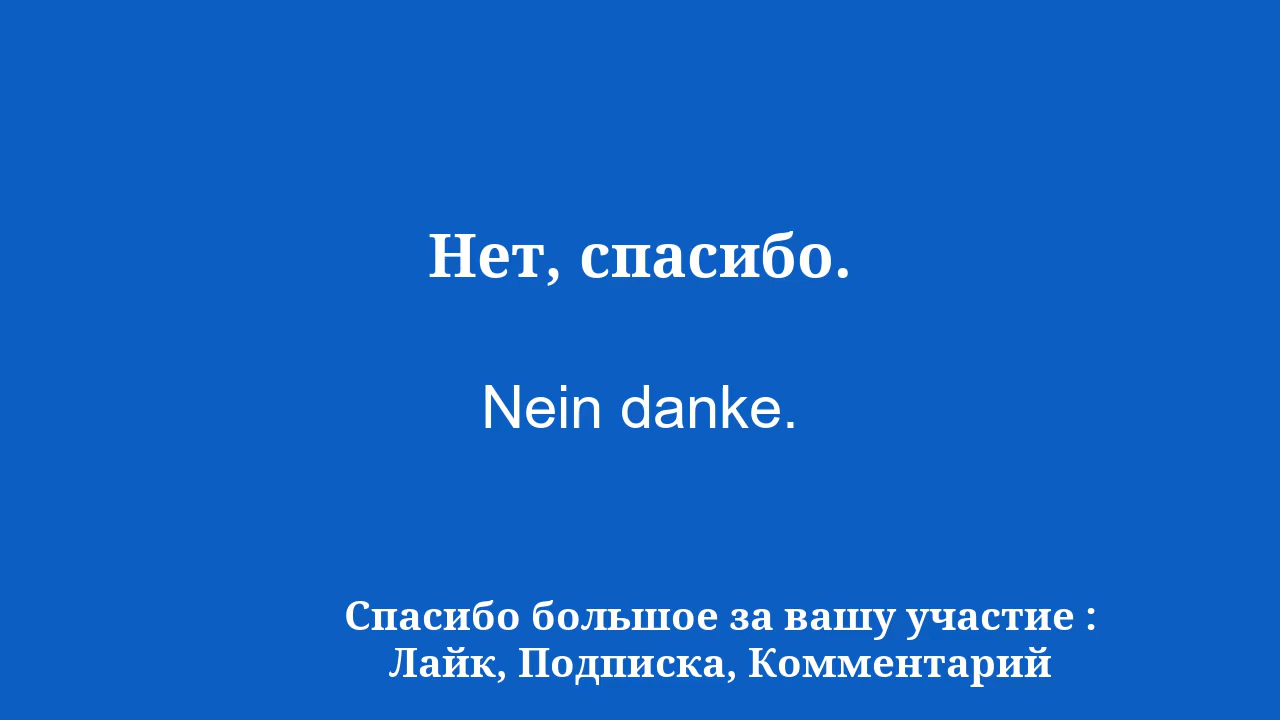 Нет, спасибо.
Nein danke.
Спасибо большое за вашу участие :
Лайк, Подписка, Комментарий